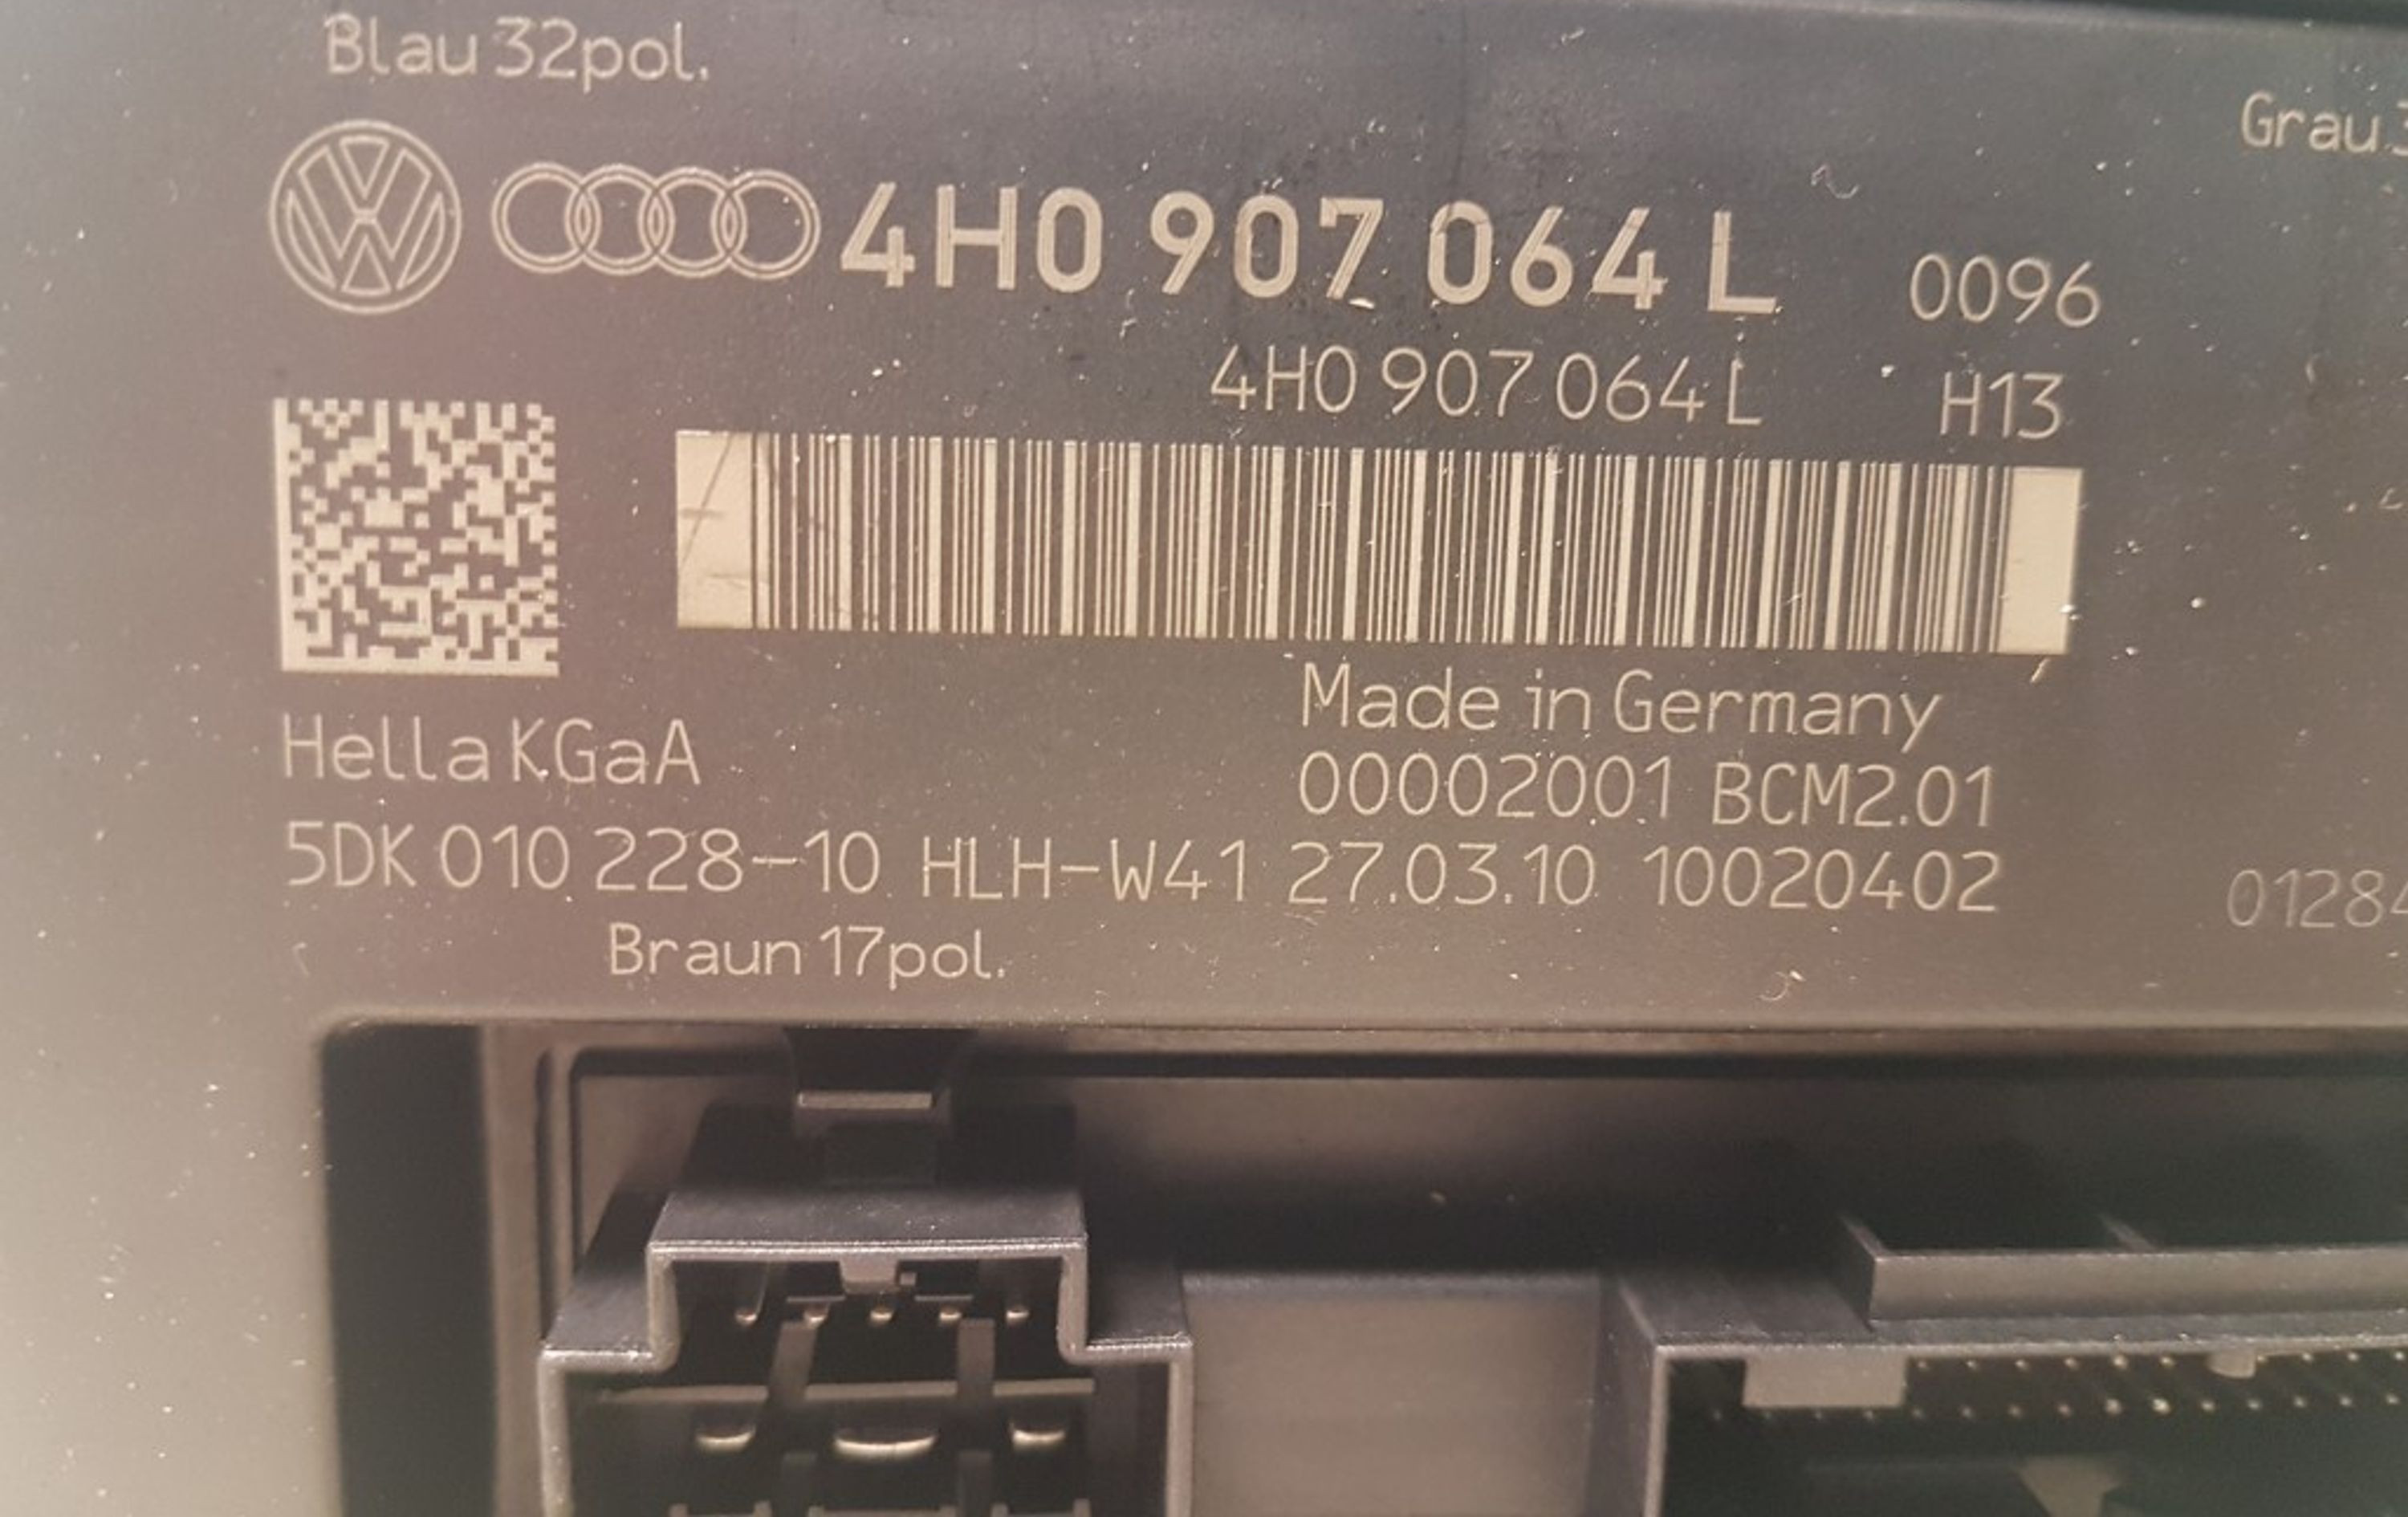 Blau 32pol.
Grau
4H0 907 064 L 0096
4H0 907 064 L H13
Made in Germany
Hella KGaA
00002001 BCM2.01
5DK 010 228-10 HLH-W41 27.03.10 10020402
01284
Braun 17pol.